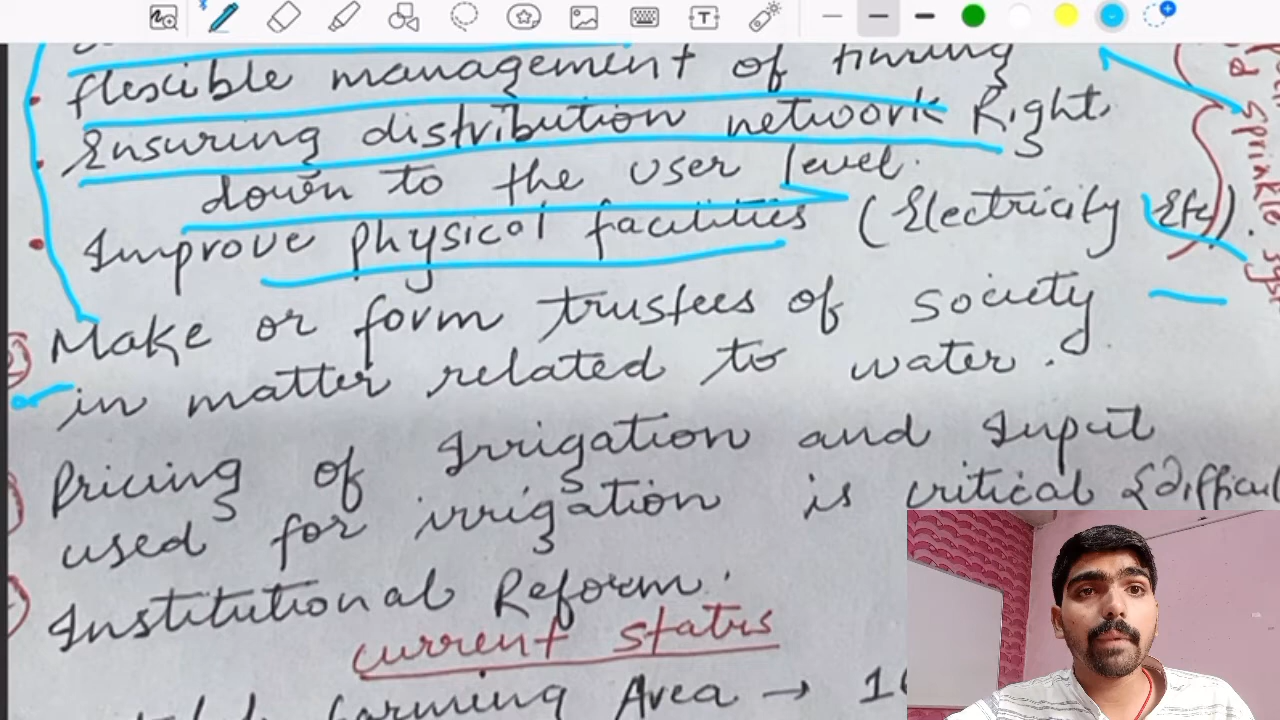 flexible management of timing
Ensuring distribution network Right
down to the user level.
Improve physical facilities (Electricity Etc).
Make or form trustees of society
in matter related to water.
Pricing of Irrigation and Input
used for irrigation is critical
Institutional Reform.
current status
farming Area →
sprinkle
T